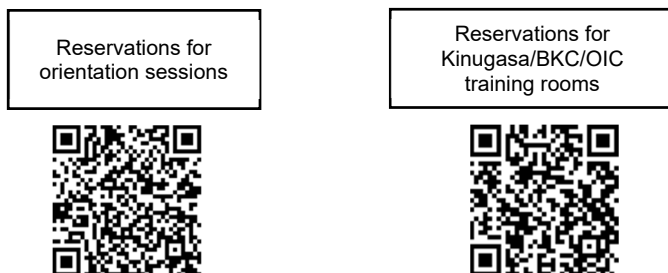 Reservations for
orientation sessions
Reservations for
Kinugasa/BKC/OIC
training rooms